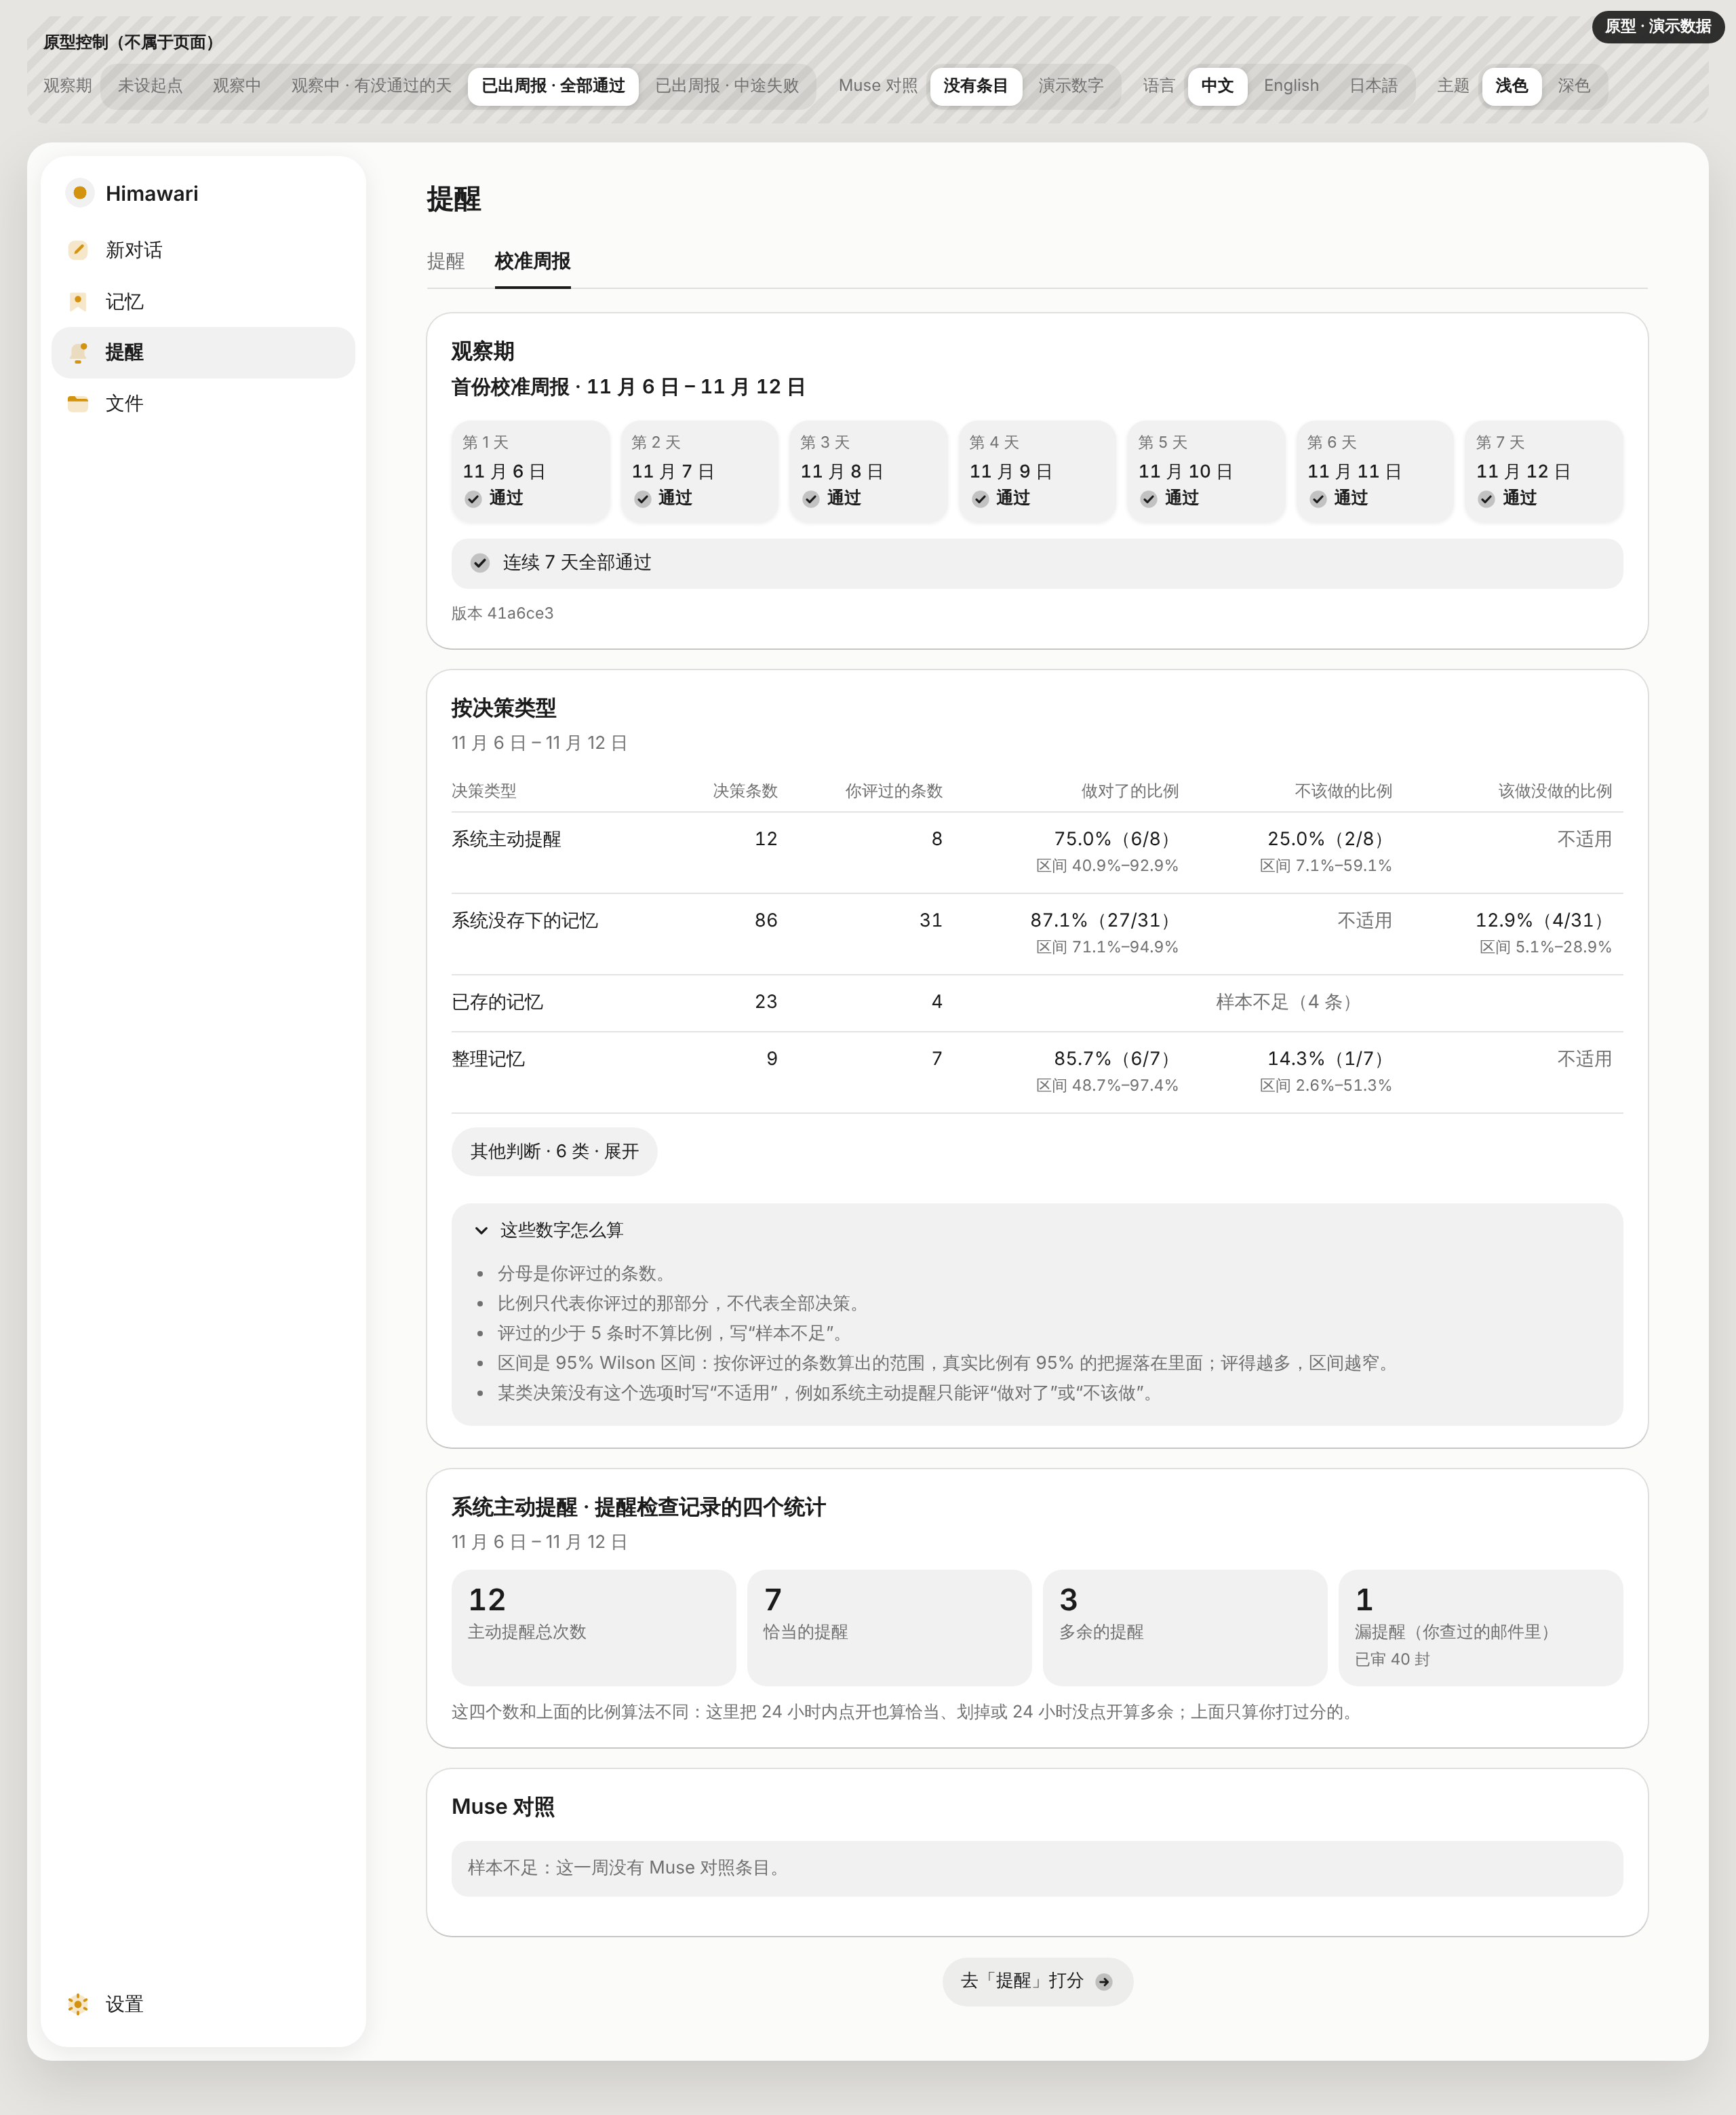 原型 · 演示数据
原型控制（不属于页面）
观察期 未设起点 观察中 观察中 · 有没通过的天 已出周报 · 全部通过 已出周报 · 中途失败 Muse 对照 没有条目 演示数字 语言 中文 English 日本語 主题 浅色 深色
Himawari
新对话
记忆
提醒
文件
设置
提醒
提醒 校准周报
观察期
首份校准周报 · 11 月 6 日 – 11 月 12 日
第 1 天 第 2 天 第 3 天 第 4 天 第 5 天 第 6 天 第 7 天
11 月 6 日 11 月 7 日 11 月 8 日 11 月 9 日 11 月 10 日 11 月 11 日 11 月 12 日
通过 通过 通过 通过 通过 通过 通过
连续 7 天全部通过
版本 41a6ce3
按决策类型
11 月 6 日 – 11 月 12 日
决策类型 决策条数 你评过的条数 做对了的比例 不该做的比例 该做没做的比例
系统主动提醒 12 8 75.0%（6/8） 25.0%（2/8） 不适用
区间 40.9%–92.9% 区间 7.1%–59.1%
系统没存下的记忆 86 31 87.1%（27/31） 不适用 12.9%（4/31）
区间 71.1%–94.9% 区间 5.1%–28.9%
已存的记忆 23 4 样本不足（4 条）
整理记忆 9 7 85.7%（6/7） 14.3%（1/7） 不适用
区间 48.7%–97.4% 区间 2.6%–51.3%
其他判断 · 6 类 · 展开
这些数字怎么算
• 分母是你评过的条数。
• 比例只代表你评过的那部分，不代表全部决策。
• 评过的少于 5 条时不算比例，写“样本不足”。
• 区间是 95% Wilson 区间：按你评过的条数算出的范围，真实比例有 95% 的把握落在里面；评得越多，区间越窄。
• 某类决策没有这个选项时写“不适用”，例如系统主动提醒只能评“做对了”或“不该做”。
系统主动提醒 · 提醒检查记录的四个统计
11 月 6 日 – 11 月 12 日
12 7 3 1
主动提醒总次数 恰当的提醒 多余的提醒 漏提醒（你查过的邮件里）
已审 40 封
这四个数和上面的比例算法不同：这里把 24 小时内点开也算恰当、划掉或 24 小时没点开算多余；上面只算你打过分的。
Muse 对照
样本不足：这一周没有 Muse 对照条目。
去「提醒」打分